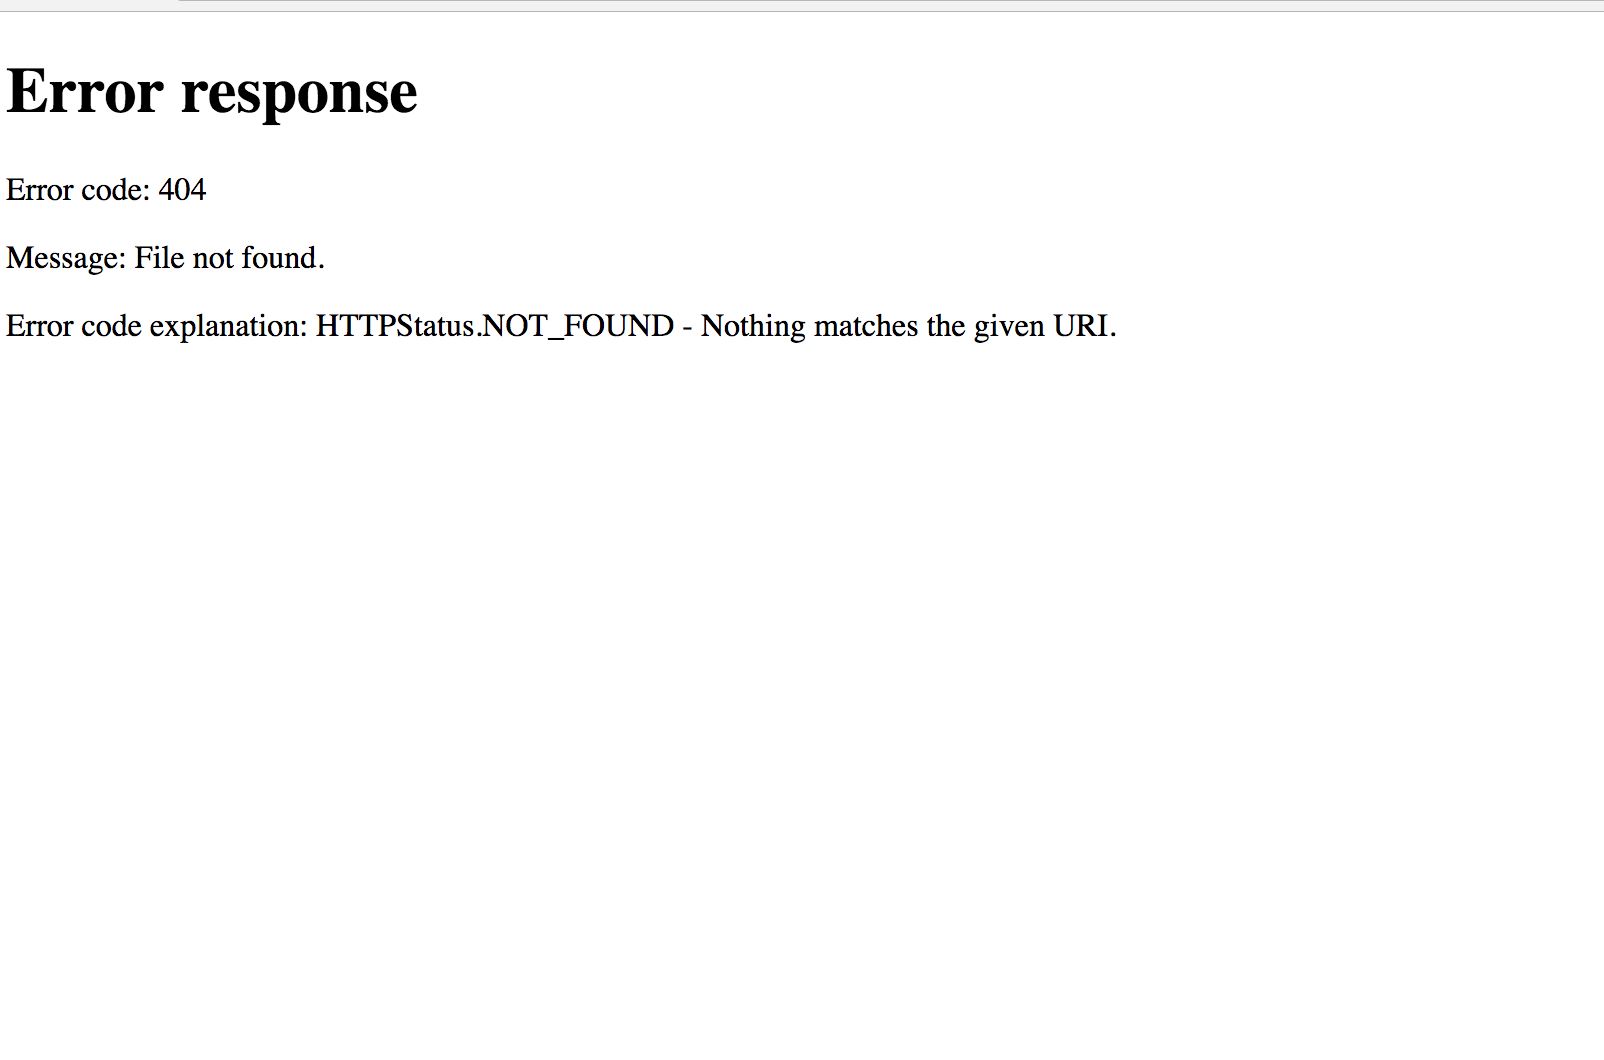 Error response
Error code: 404
Message: File not found.
Error code explanation: HTTPStatus.NOT_FOUND - Nothing matches the given URI.